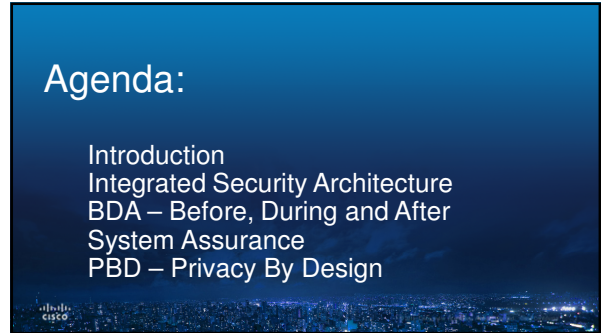 Agenda:
Introduction
Integrated Security Architecture
BDA – Before, During and After
System Assurance
PBD – Privacy By Design
CISCO